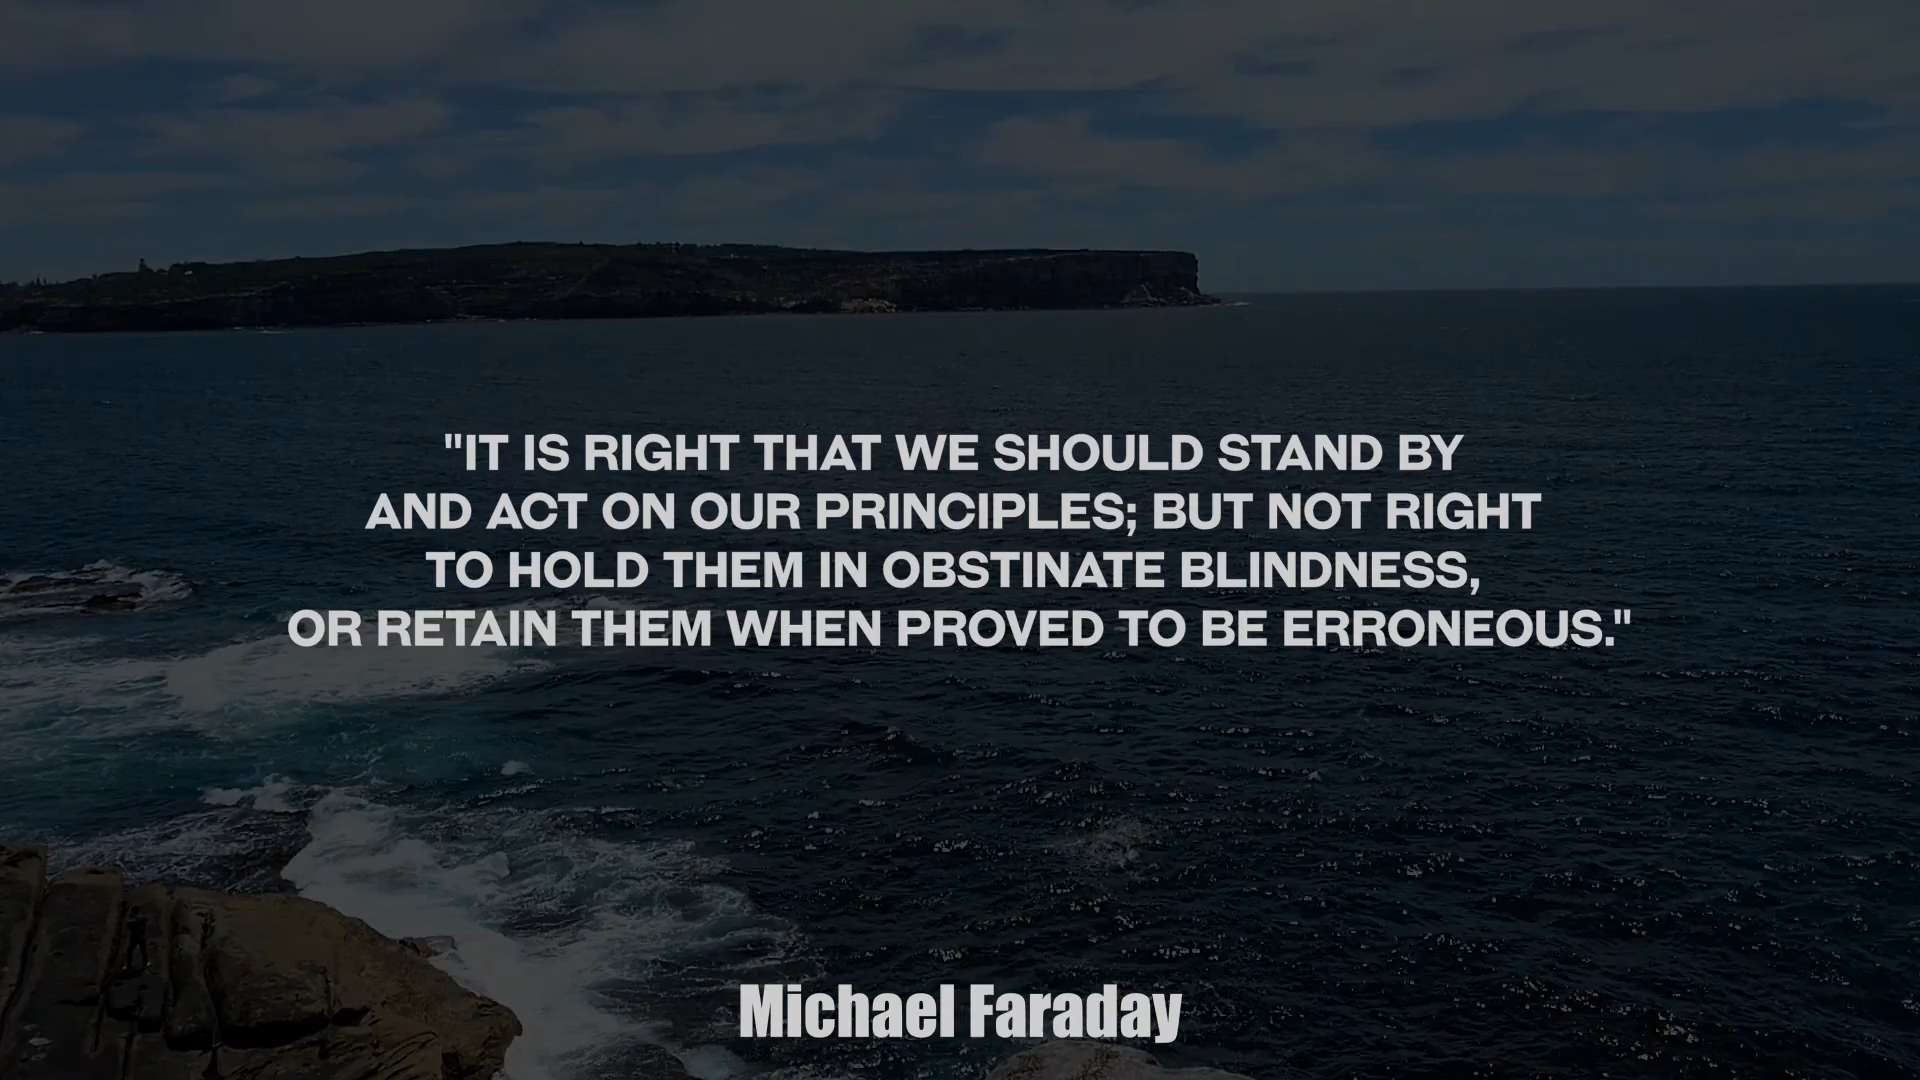 "IT IS RIGHT THAT WE SHOULD STAND BY
AND ACT ON OUR PRINCIPLES; BUT NOT RIGHT
TO HOLD THEM IN OBSTINATE BLINDNESS,
OR RETAIN THEM WHEN PROVED TO BE ERRONEOUS."
Michael Faraday